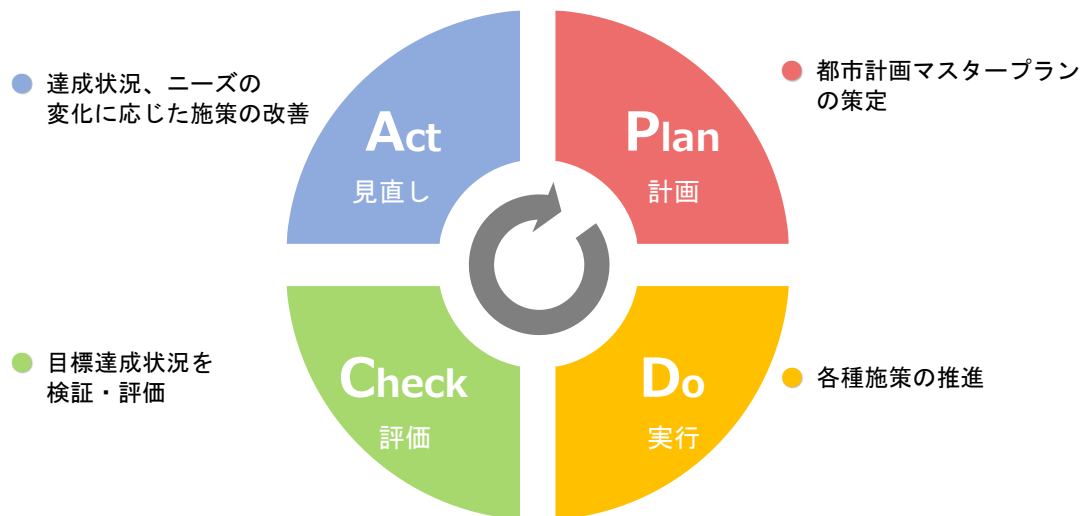 達成状況、ニーズの
変化に応じた施策の改善
Act
見直し
Plan
計画
都市計画マスタープラン
の策定
目標達成状況を
検証・評価
Check
評価
Do
実行
各種施策の推進